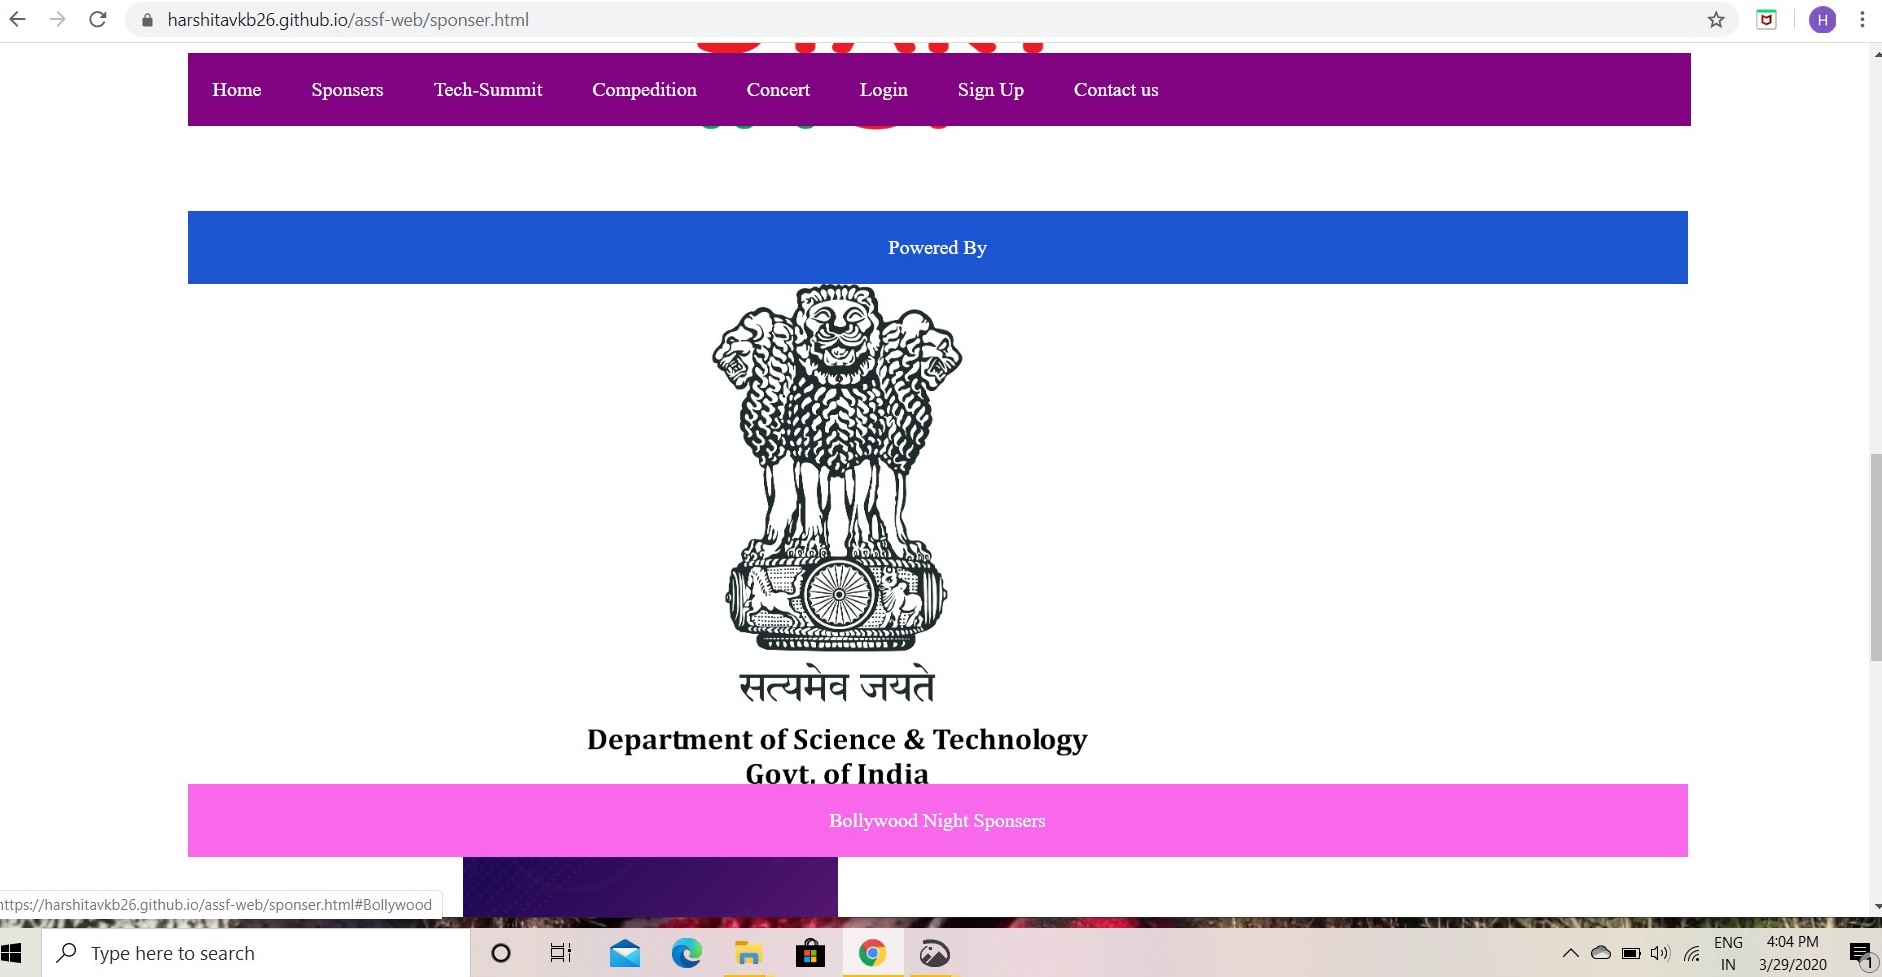 harshitavkb26.github.io/assf-web/sponser.html
H
Home Sponsers Tech-Summit Compedition Concert Login Sign Up Contact us
Powered By
सत्यमेव जयते
Department of Science & Technology
Govt. of India
Bollywood Night Sponsers
ttps://harshitavkb26.github.io/assf-web/sponser.html#Bollywood
Type here to search
ENG 4:04 PM
IN 3/29/2020
1